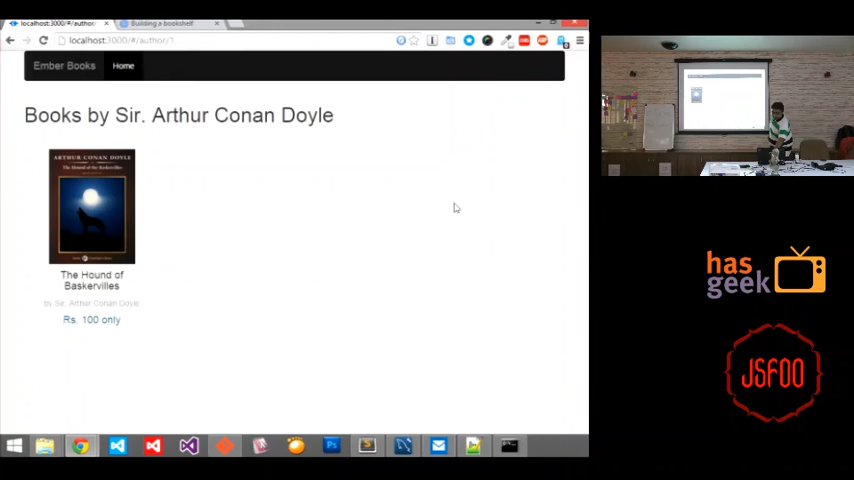 localhost:3000/#/author
Building a bookshelf
localhost:3000/#/author/1
Ember Books
Home
Books by Sir. Arthur Conan Doyle
ARTHUR CONAN DOYLE
The Hound of the Baskervilles
The Hound of
Baskervilles
by Sir. Arthur Conan Doyle
Rs. 100 only
has
geek
JSFOO